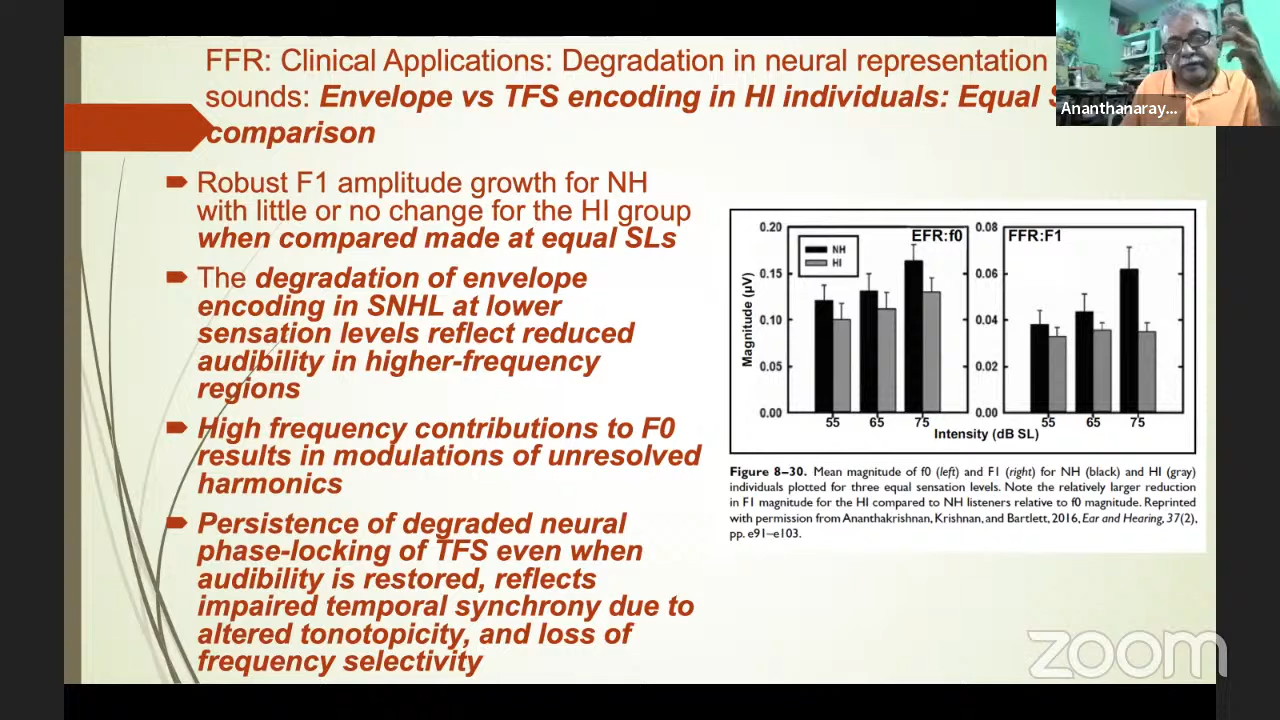 FFR: Clinical Applications: Degradation in neural representation
sounds: Envelope vs TFS encoding in HI individuals: Equal
comparison
Ananthanaray...
Robust F1 amplitude growth for NH
with little or no change for the HI group
when compared made at equal SLs
The degradation of envelope
encoding in SNHL at lower
sensation levels reflect reduced
audibility in higher-frequency
regions
High frequency contributions to F0
results in modulations of unresolved
harmonics
Persistence of degraded neural
phase-locking of TFS even when
audibility is restored, reflects
impaired temporal synchrony due to
altered tonotopicity, and loss of
frequency selectivity
EFR:f0
FFR:F1
NH
HI
Magnitude (µV)
0.20
0.15
0.10
0.05
0.00
0.08
0.06
0.04
0.02
0.00
55 65 75
55 65 75
Intensity (dB SL)
Figure 8–30. Mean magnitude of f0 (left) and F1 (right) for NH (black) and HI (gray)
individuals plotted for three equal sensation levels. Note the relatively larger reduction
in F1 magnitude for the HI compared to NH listeners relative to f0 magnitude. Reprinted
with permission from Ananthakrishnan, Krishnan, and Bartlett, 2016, Ear and Hearing, 37(2),
pp. e91–e103.
zoom